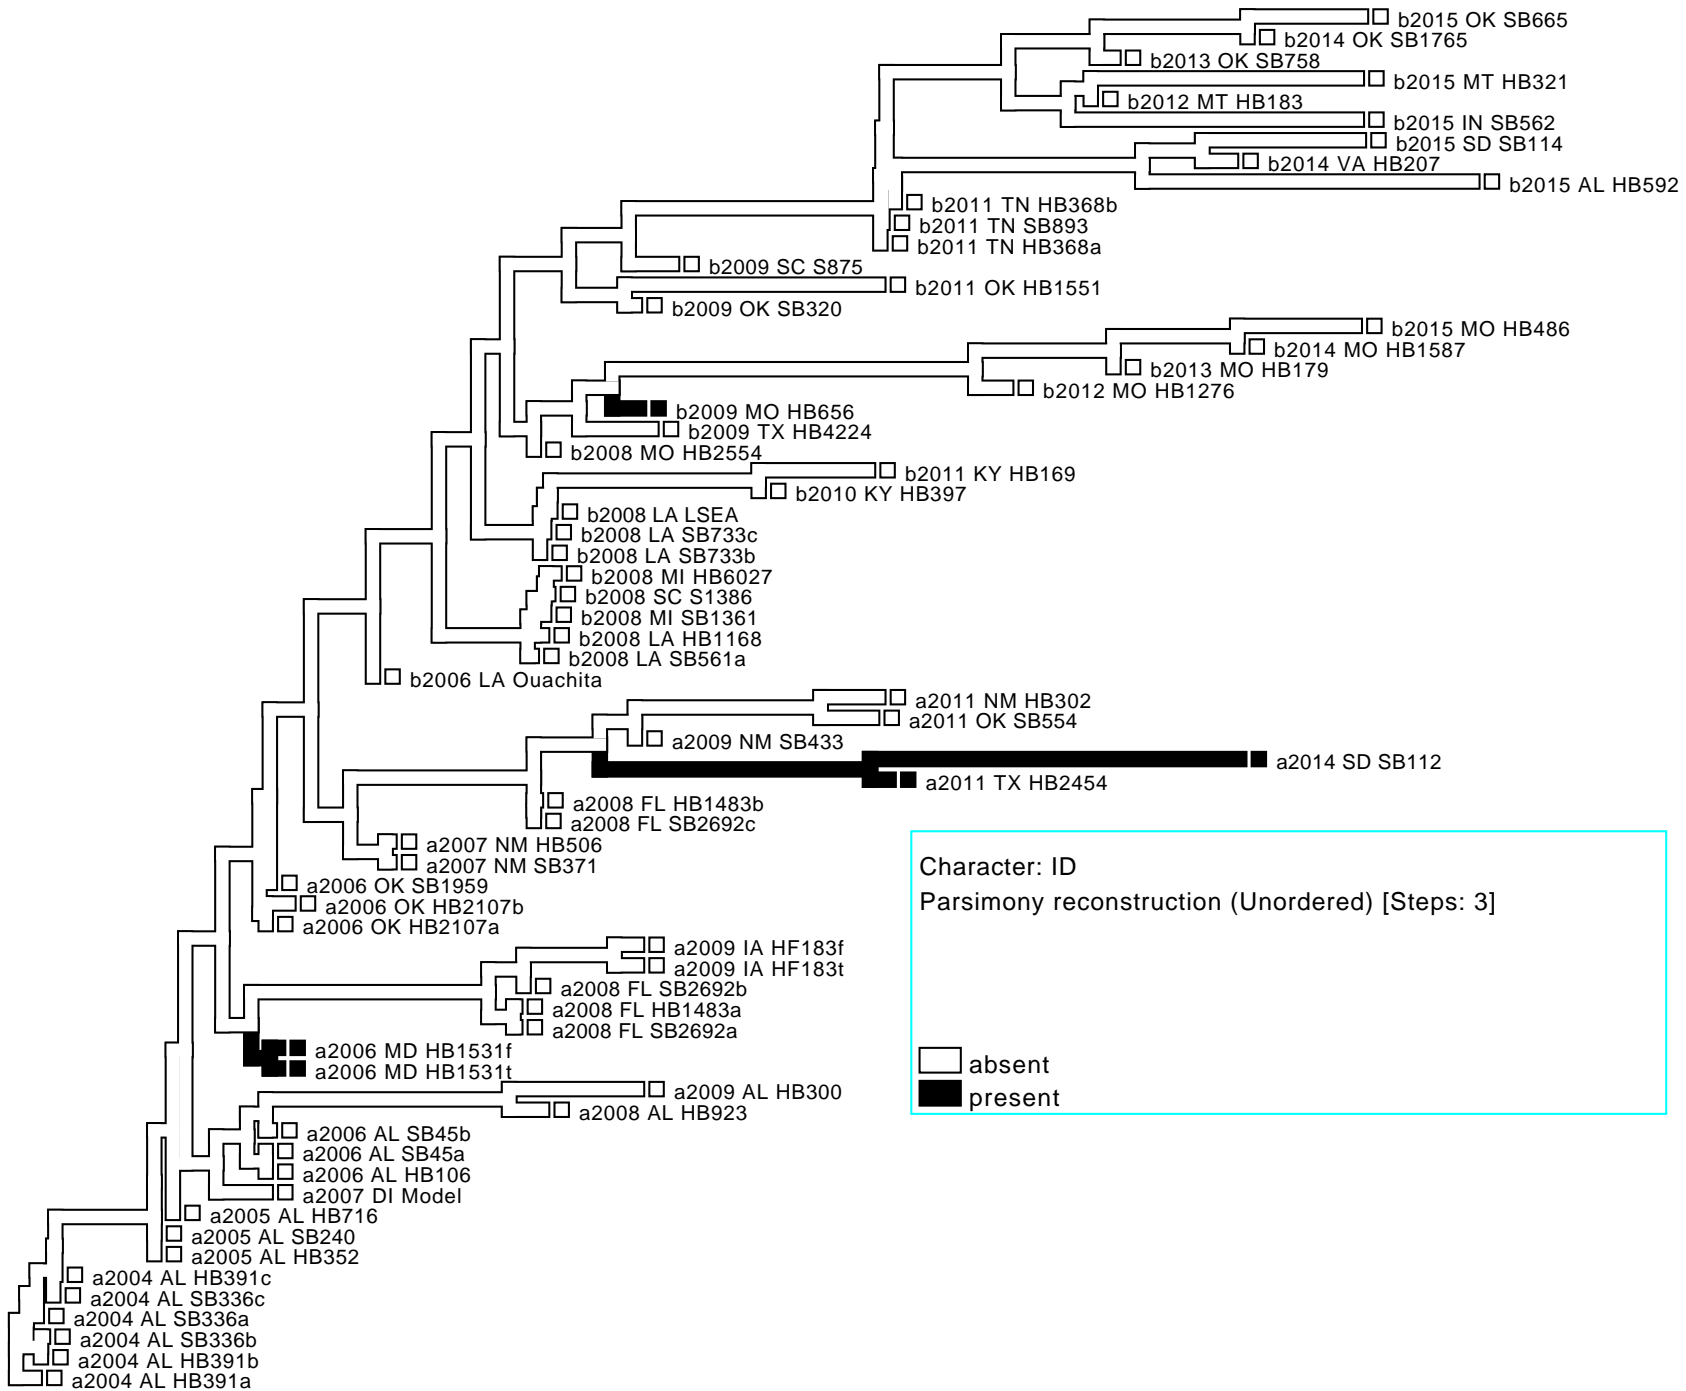 b2015 OK SB665
b2014 OK SB1765
b2013 OK SB758
b2015 MT HB321
b2012 MT HB183
b2015 IN SB562
b2015 SD SB114
b2014 VA HB207
b2015 AL HB592
b2011 TN HB368b
b2011 TN SB893
b2011 TN HB368a
b2009 SC S875
b2011 OK HB1551
b2009 OK SB320
b2015 MO HB486
b2014 MO HB1587
b2013 MO HB179
b2012 MO HB1276
b2009 MO HB656
b2009 TX HB4224
b2008 MO HB2554
b2011 KY HB169
b2010 KY HB397
b2008 LA LSEA
b2008 LA SB733c
b2008 LA SB733b
b2008 MI HB6027
b2008 SC S1386
b2008 MI SB1361
b2008 LA HB1168
b2008 LA SB561a
b2006 LA Ouachita
a2011 NM HB302
a2011 OK SB554
a2009 NM SB433
a2014 SD SB112
a2011 TX HB2454
a2008 FL HB1483b
a2008 FL SB2692c
a2007 NM HB506
a2007 NM SB371
a2006 OK SB1959
a2006 OK HB2107b
a2006 OK HB2107a
a2009 IA HF183f
a2009 IA HF183t
a2008 FL SB2692b
a2008 FL HB1483a
a2008 FL SB2692a
a2006 MD HB1531f
a2006 MD HB1531t
a2009 AL HB300
a2008 AL HB923
a2006 AL SB45b
a2006 AL SB45a
a2006 AL HB106
a2007 DI Model
a2005 AL HB716
a2005 AL SB240
a2005 AL HB352
a2004 AL HB391c
a2004 AL SB336c
a2004 AL SB336a
a2004 AL SB336b
a2004 AL HB391b
a2004 AL HB391a
Character: ID
Parsimony reconstruction (Unordered) [Steps: 3]
absent
present